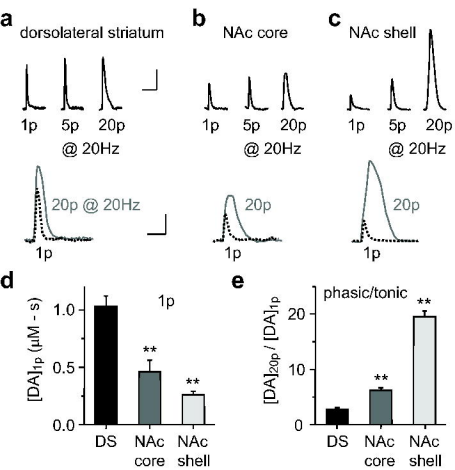 a dorsolateral striatum
b NAc core
c NAc shell
1p 5p 20p
@ 20Hz
1p 5p 20p
@ 20Hz
1p 5p 20p
@ 20Hz
20p @ 20Hz
1p
20p
1p
20p
1p
d
1p
[DA]1p (µM - s)
1.0
0.5
0.0
**
**
DS
NAc core
NAc shell
e
phasic/tonic
[DA]20p / [DA]1p
20
10
0
**
**
DS
NAc core
NAc shell